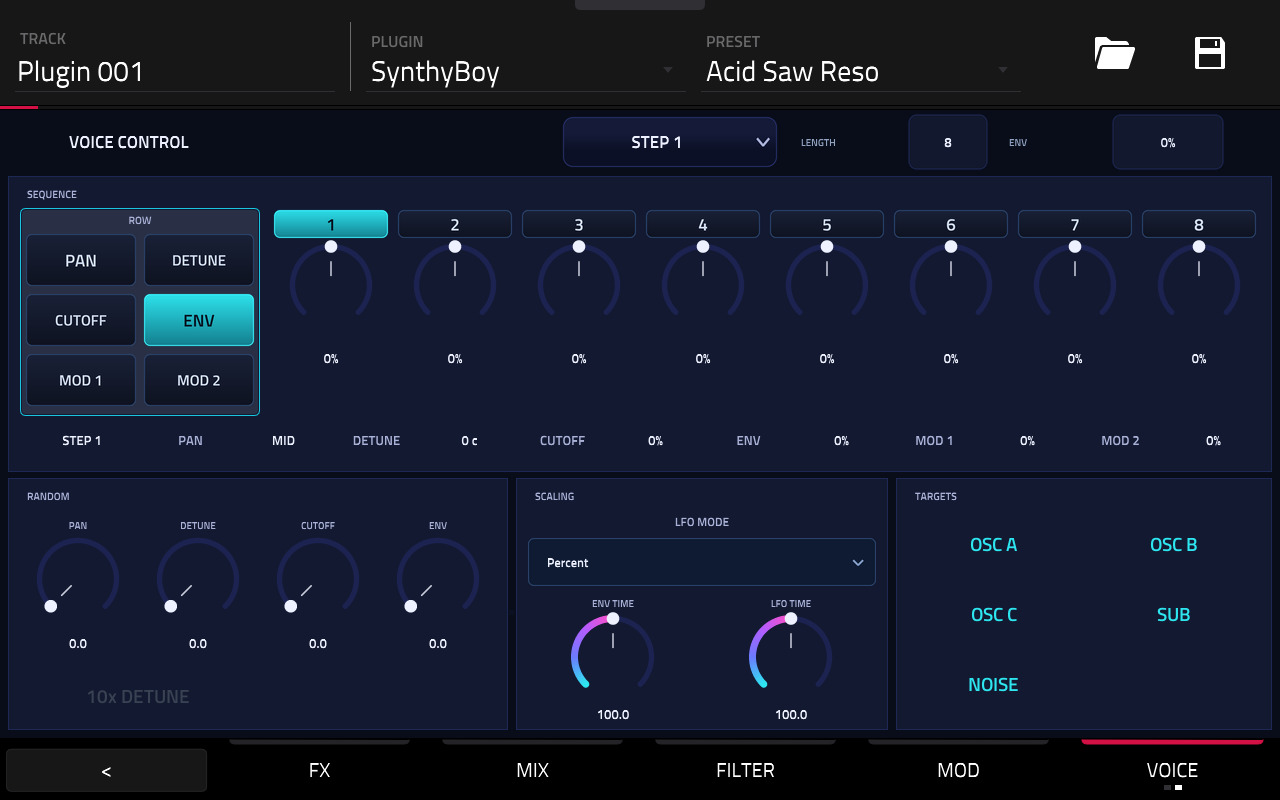 TRACK
Plugin 001
PLUGIN
SynthyBoy
PRESET
Acid Saw Reso
VOICE CONTROL
STEP 1
LENGTH
8
ENV
0%
SEQUENCE
ROW
PAN
DETUNE
CUTOFF
ENV
MOD 1
MOD 2
1 2 3 4 5 6 7 8
0% 0% 0% 0% 0% 0% 0% 0%
STEP 1 PAN MID DETUNE 0 c CUTOFF 0% ENV 0% MOD 1 0% MOD 2 0%
RANDOM
PAN DETUNE CUTOFF ENV
0.0 0.0 0.0 0.0
10x DETUNE
SCALING
LFO MODE
Percent
ENV TIME LFO TIME
100.0 100.0
TARGETS
OSC A OSC B
OSC C SUB
NOISE
< FX MIX FILTER MOD VOICE